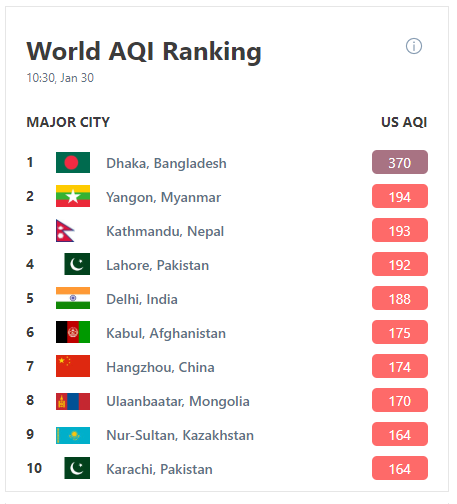 World AQI Ranking
10:30, Jan 30
MAJOR CITY US AQI
1 Dhaka, Bangladesh 370
2 Yangon, Myanmar 194
3 Kathmandu, Nepal 193
4 Lahore, Pakistan 192
5 Delhi, India 188
6 Kabul, Afghanistan 175
7 Hangzhou, China 174
8 Ulaanbaatar, Mongolia 170
9 Nur-Sultan, Kazakhstan 164
10 Karachi, Pakistan 164